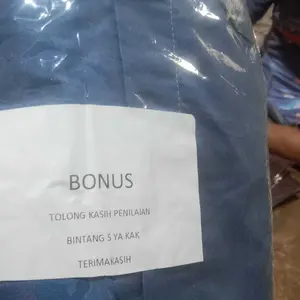 BONUS
TOLONG KASIH PENILAIAN
BINTANG 5 YA KAK
TERIMAKASIH